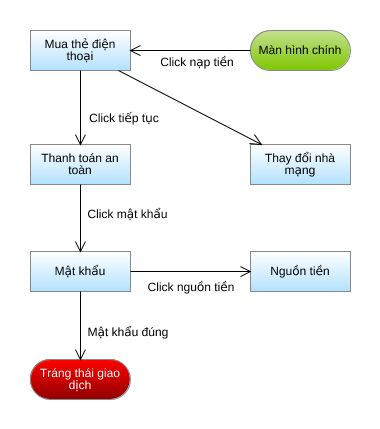 Mua thẻ điện
thoại
Màn hình chính
Click nạp tiền
Click tiếp tục
Thanh toán an
toàn
Thay đổi nhà
mạng
Click mật khẩu
Mật khẩu
Nguồn tiền
Click nguồn tiền
Mật khẩu đúng
Tráng thái giao
dịch